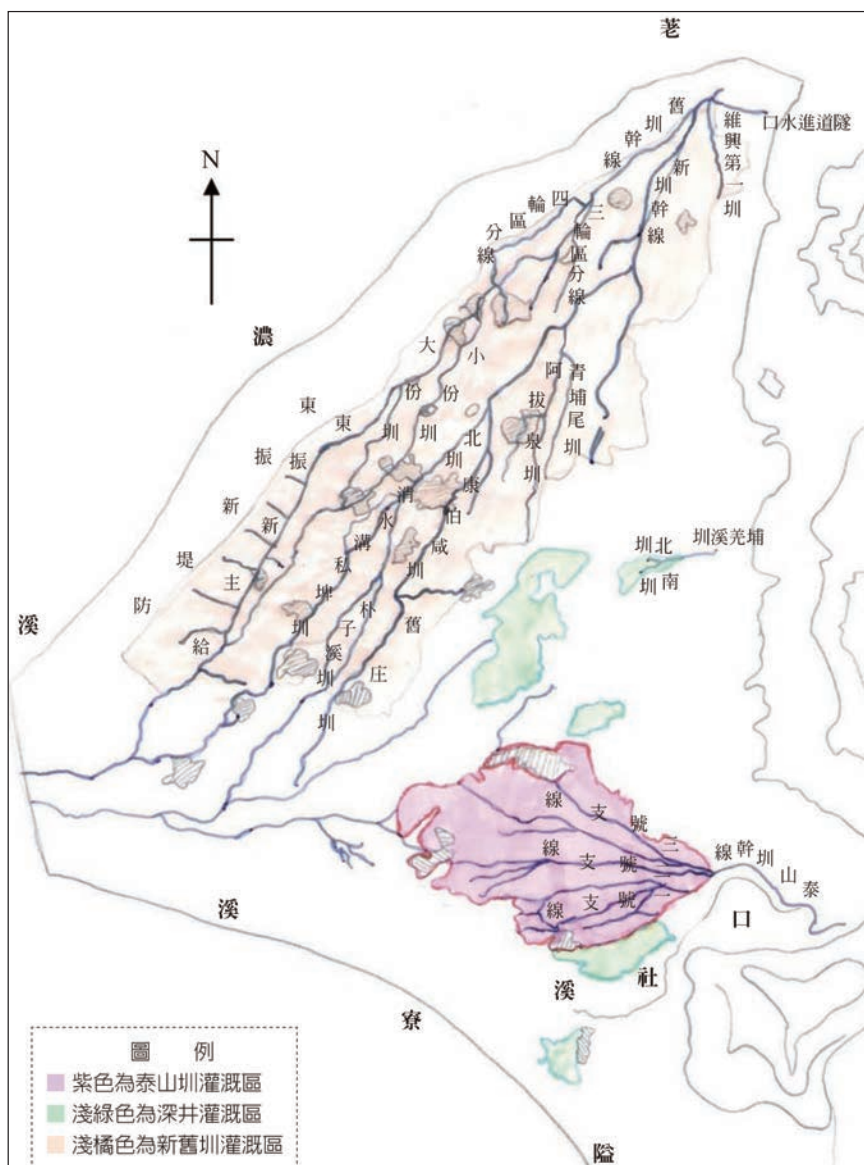 荖濃溪
N
隧道進水口
維興第一圳
舊圳幹線
新圳幹線
四輪區分線
三輪區分線
大份圳
小份圳
阿拔泉圳
青埔尾圳
北圳
康怕咸圳
消水溝
私埤圳
朴子溪圳
舊庄圳
東振新主給
東振新堤防
埔羌溪圳
北圳
南圳
三號支線
二號支線
一號支線
泰山圳幹線
口社溪
隘寮溪
圖 例
紫色為泰山圳灌溉區
淺綠色為深井灌溉區
淺橘色為新舊圳灌溉區